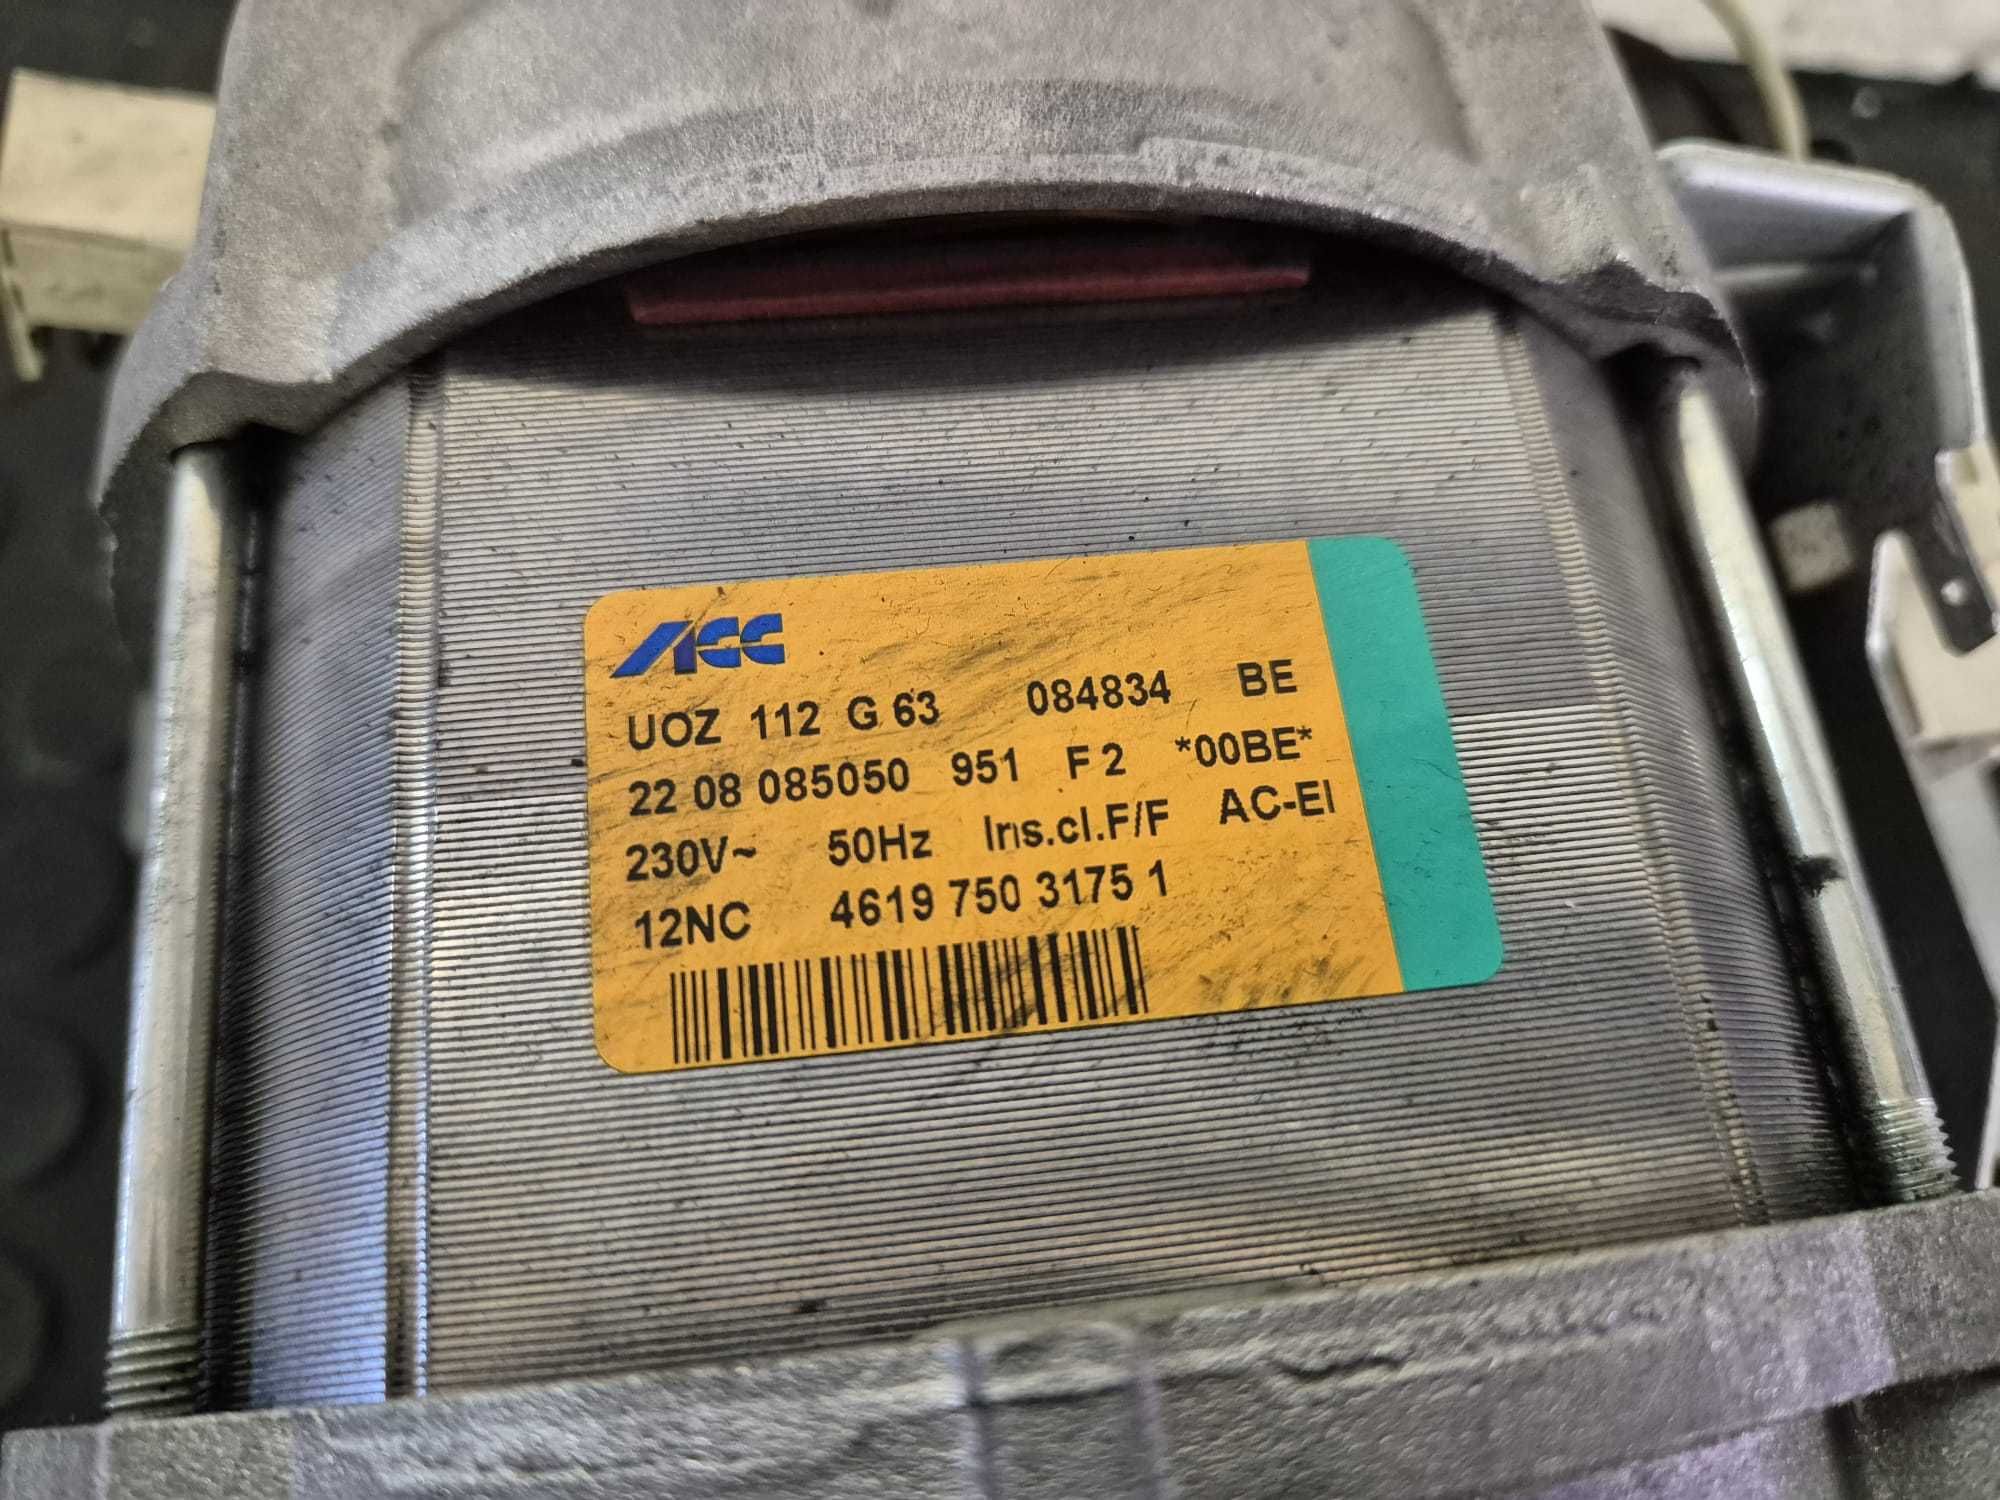 ACC
UOZ 112 G 63 084834 BE
22 08 085050 951 F 2 *00BE*
230V~ 50Hz Ins.cl.F/F AC-EI
12NC 4619 750 3175 1